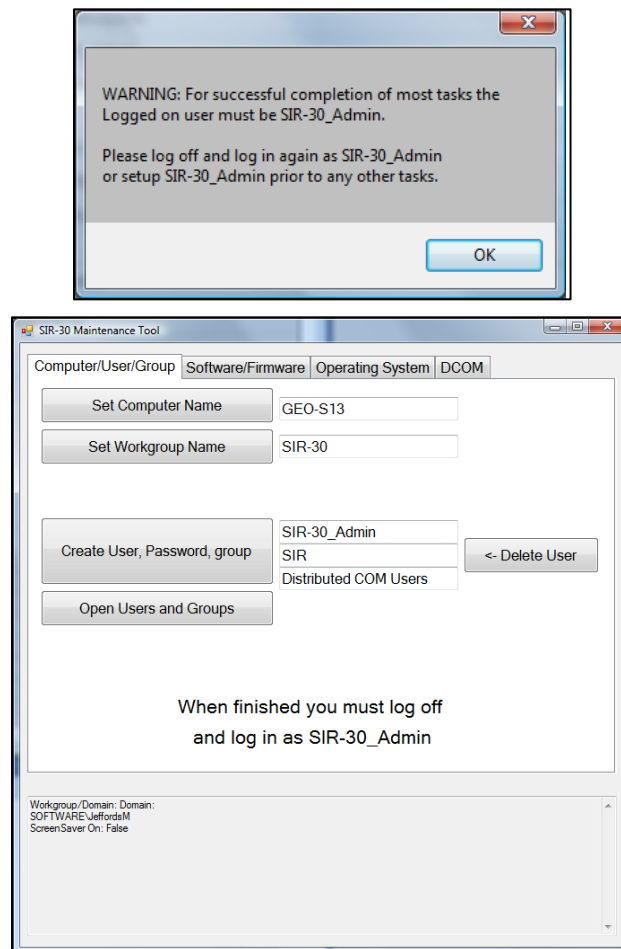 WARNING: For successful completion of most tasks the
Logged on user must be SIR-30_Admin.
Please log off and log in again as SIR-30_Admin
or setup SIR-30_Admin prior to any other tasks.
OK
SIR-30 Maintenance Tool
Computer/User/Group Software/Firmware Operating System DCOM
Set Computer Name GEO-S13
Set Workgroup Name SIR-30
SIR-30_Admin
Create User, Password, group SIR <- Delete User
Distributed COM Users
Open Users and Groups
When finished you must log off
and log in as SIR-30_Admin
Workgroup/Domain: Domain:
SOFTWARE\JeffordsM
ScreenSaver On: False